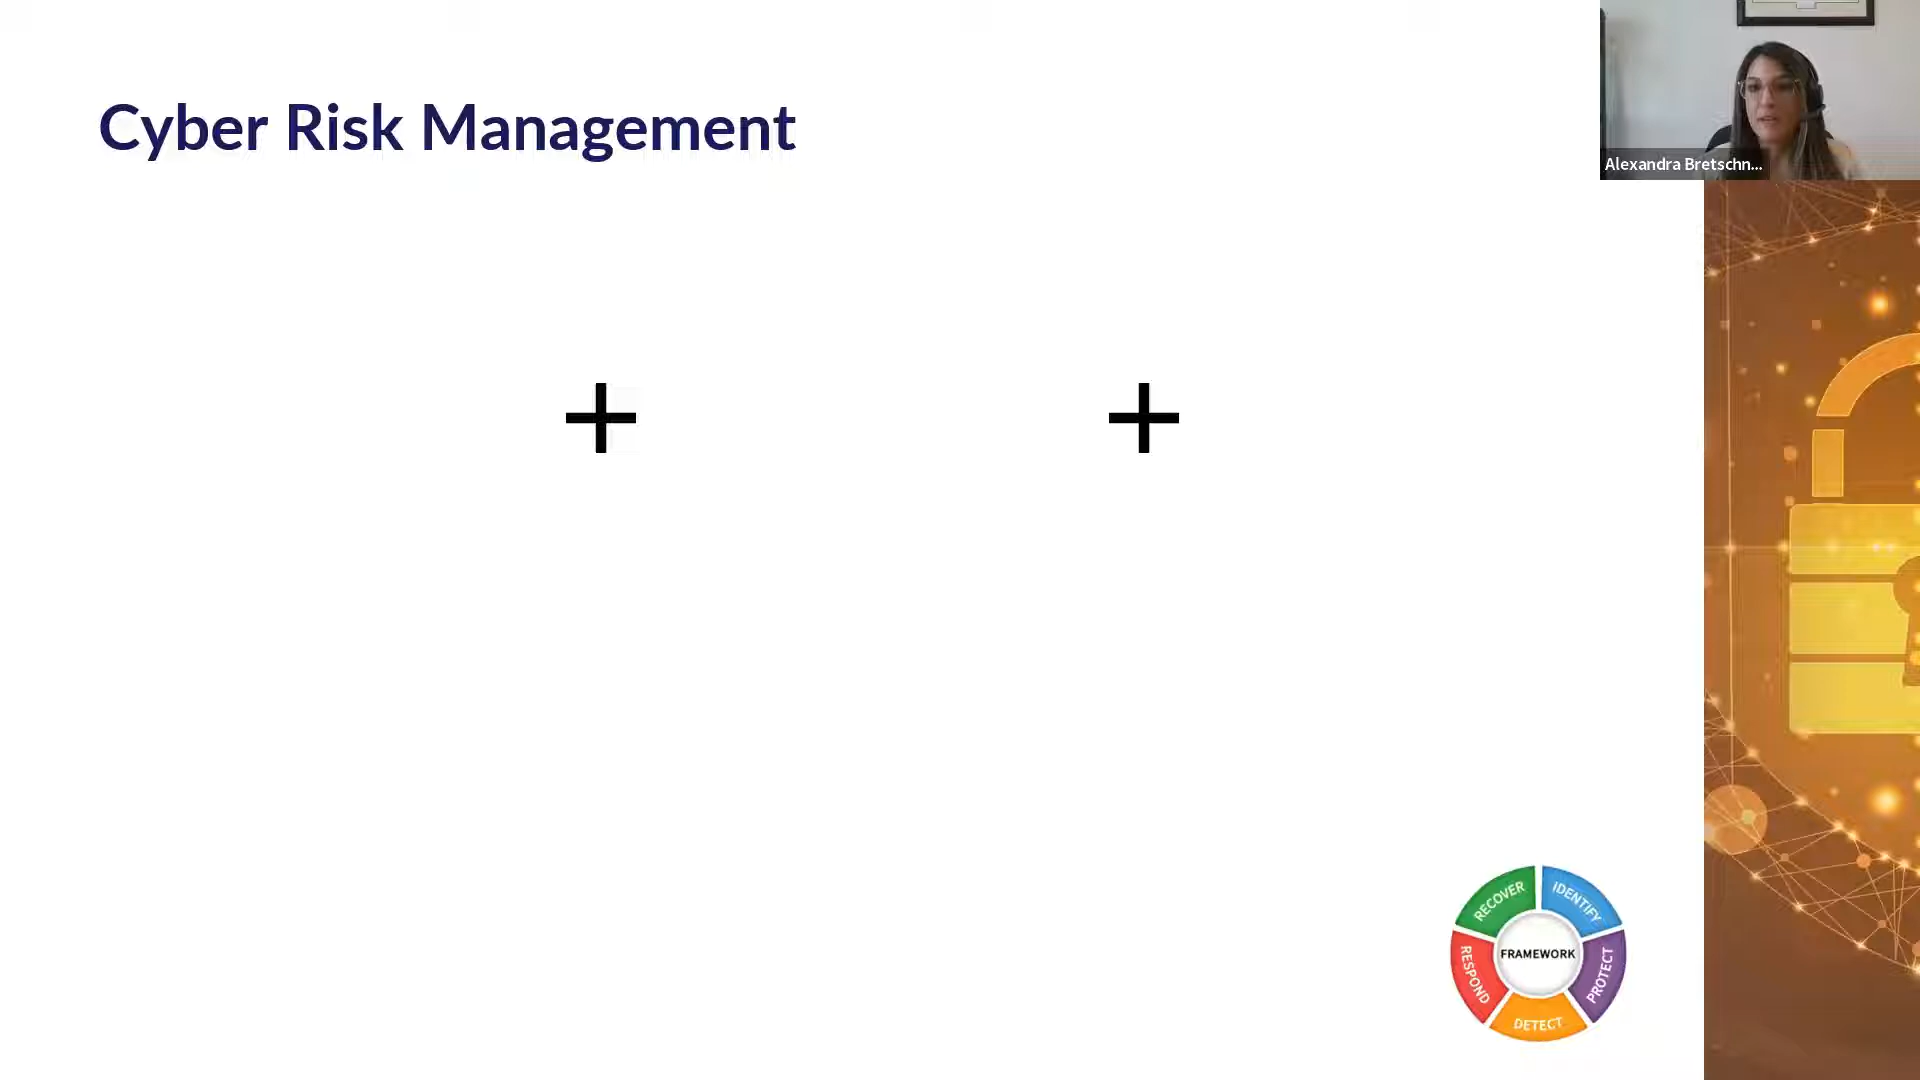 Cyber Risk Management
Alexandra Bretschn...
+ +
RECOVER
IDENTIFY
FRAMEWORK
RESPOND
PROTECT
DETECT